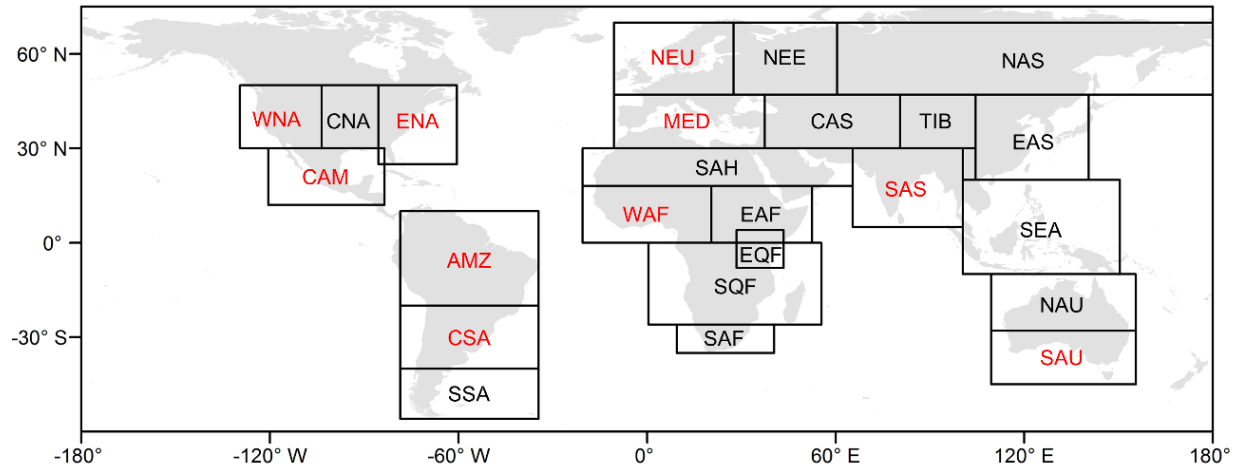 60° N
NEU
NEE
NAS
WNA
CNA
ENA
MED
CAS
TIB
EAS
30° N
CAM
SAH
SAS
WAF
EAF
SEA
0°
EQF
AMZ
SQF
NAU
-30° S
CSA
SAF
SAU
SSA
-180°
-120° W
-60° W
0°
60° E
120° E
180°